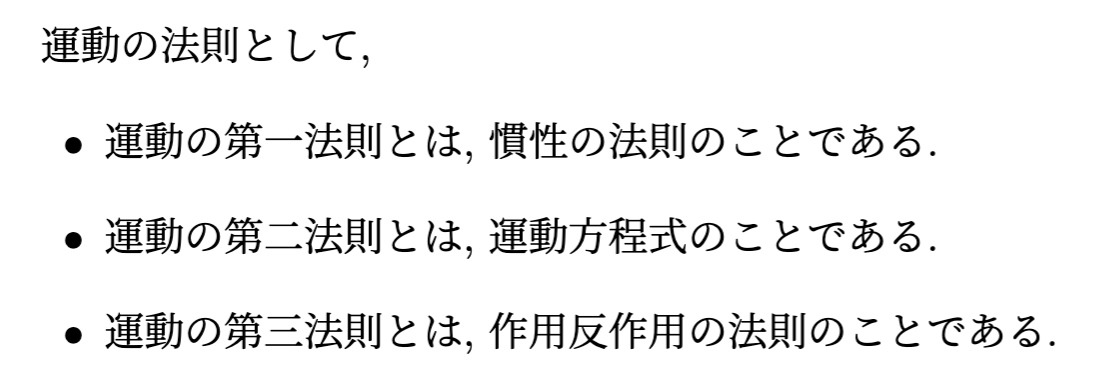 運動の法則として,
• 運動の第一法則とは, 慣性の法則のことである.
• 運動の第二法則とは, 運動方程式のことである.
• 運動の第三法則とは, 作用反作用の法則のことである.